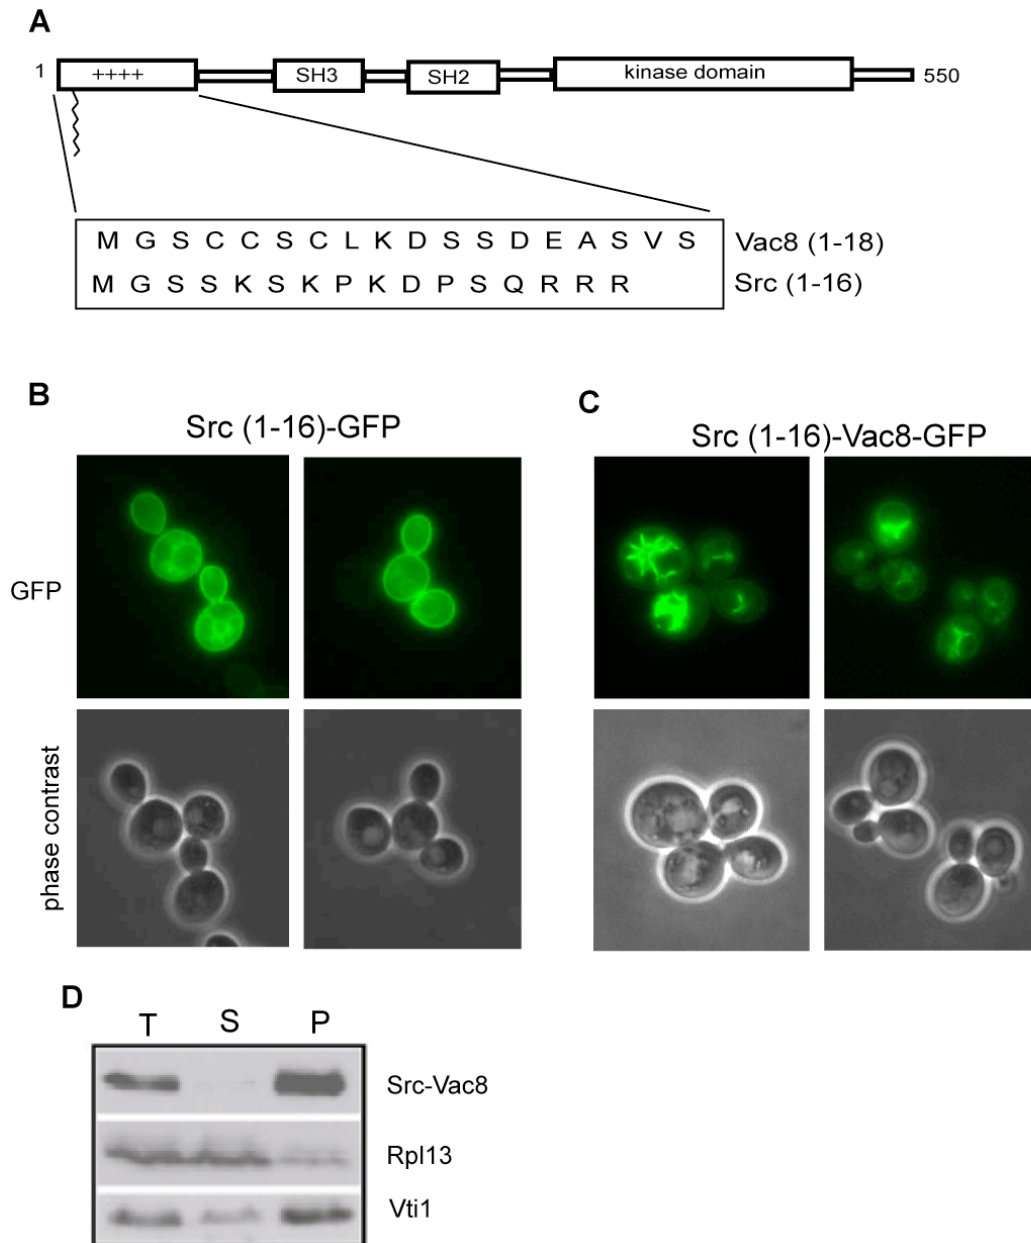 A
1 ++++ SH3 SH2 kinase domain 550
M G S C C S C L K D S S D E A S V S Vac8 (1-18)
M G S S K S K P K D P S Q R R R Src (1-16)
B
Src (1-16)-GFP
C
Src (1-16)-Vac8-GFP
GFP
phase contrast
D
T S P
Src-Vac8
Rpl13
Vti1